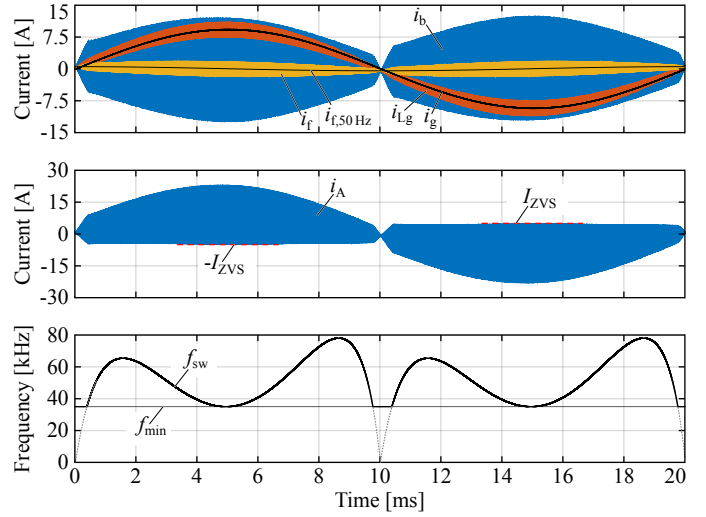 15
7.5
0
-7.5
-15
Current [A]
i_b
i_f
i_f,50 Hz
i_Lg
i_g
30
15
0
-15
-30
Current [A]
i_A
I_ZVS
-I_ZVS
80
60
40
20
0
Frequency [kHz]
f_sw
f_min
0 2 4 6 8 10 12 14 16 18 20
Time [ms]